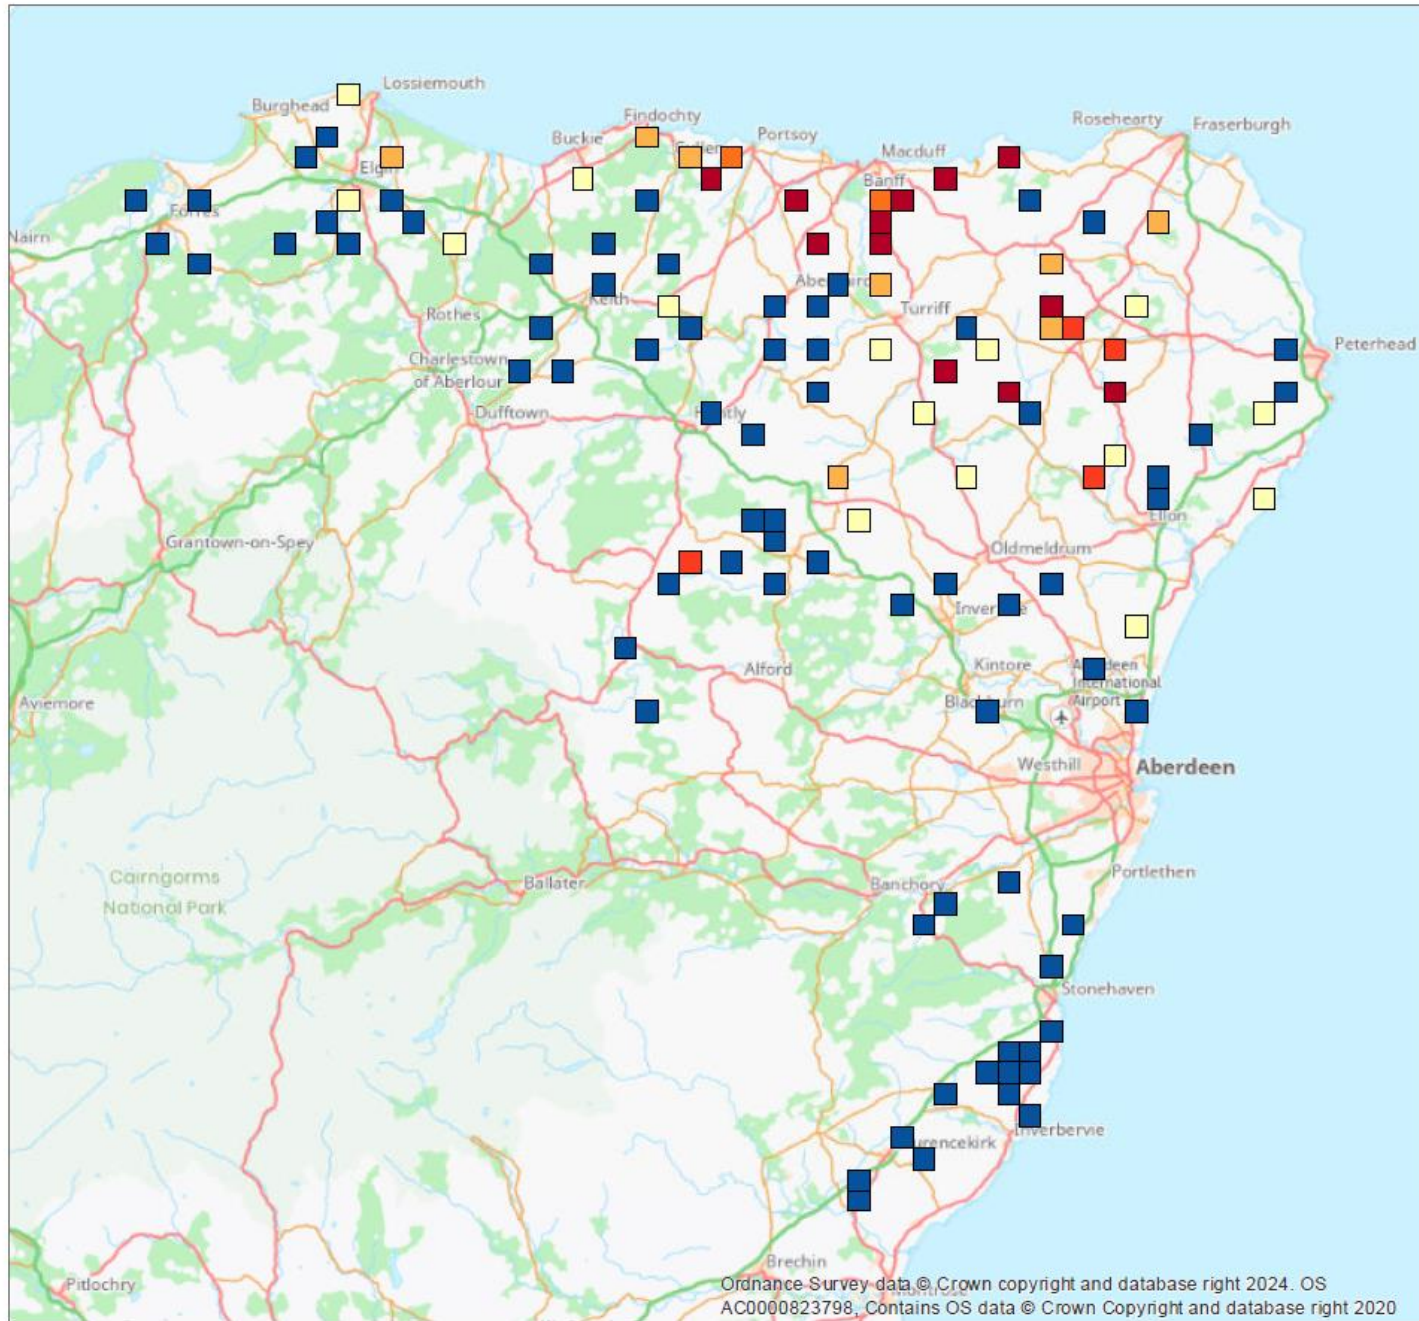 Lossiemouth
Burghead
Findochty
Rosehearty
Fraserburgh
Buckie
Portsoy
Macduff
Elgin
Banff
Forres
Nairn
Keith
Rothes
Turriff
Charlestown
of Aberlour
Peterhead
Dufftown
Ellon
Grantown-on-Spey
Oldmeldrum
Kintore
Alford
International
Airport
Aviemore
Westhill
Aberdeen
Cairngorms
National Park
Ballater
Banchory
Portlethen
Stonehaven
Inverbervie
Brechin
Pitlochry
Ordnance Survey data © Crown copyright and database right 2024. OS
AC0000823798, Contains OS data © Crown Copyright and database right 2020